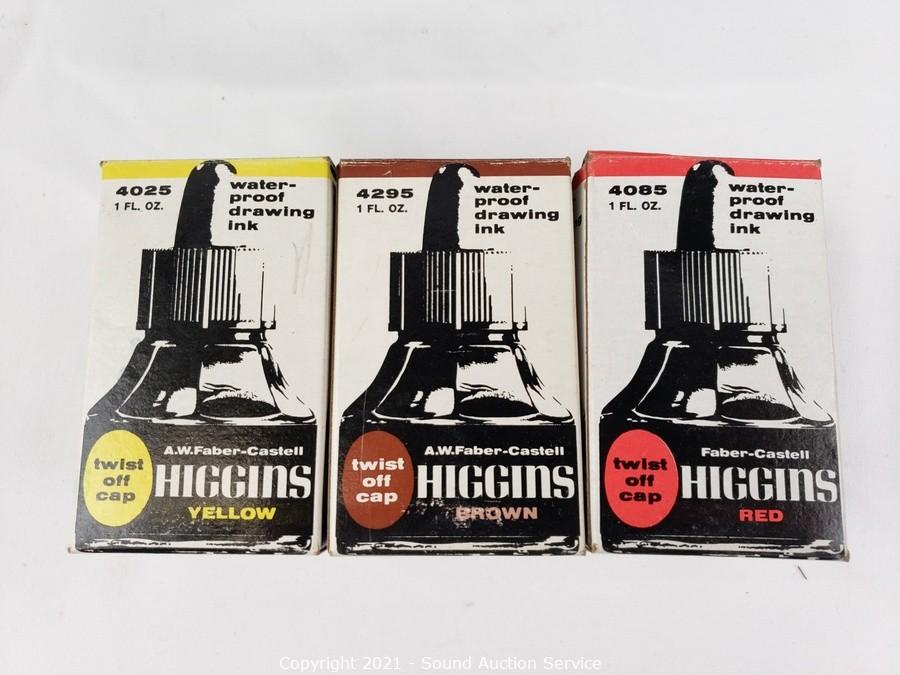 4025
1 FL. OZ.
water-
proof
drawing
ink
twist
off
cap
A.W.Faber-Castell
HIGGINS
YELLOW
4295
1 FL. OZ.
water-
proof
drawing
ink
twist
off
cap
A.W.Faber-Castell
HIGGINS
BROWN
4085
1 FL. OZ.
water-
proof
drawing
ink
twist
off
cap
Faber-Castell
HIGGINS
RED
Copyright 2021 - Sound Auction Service